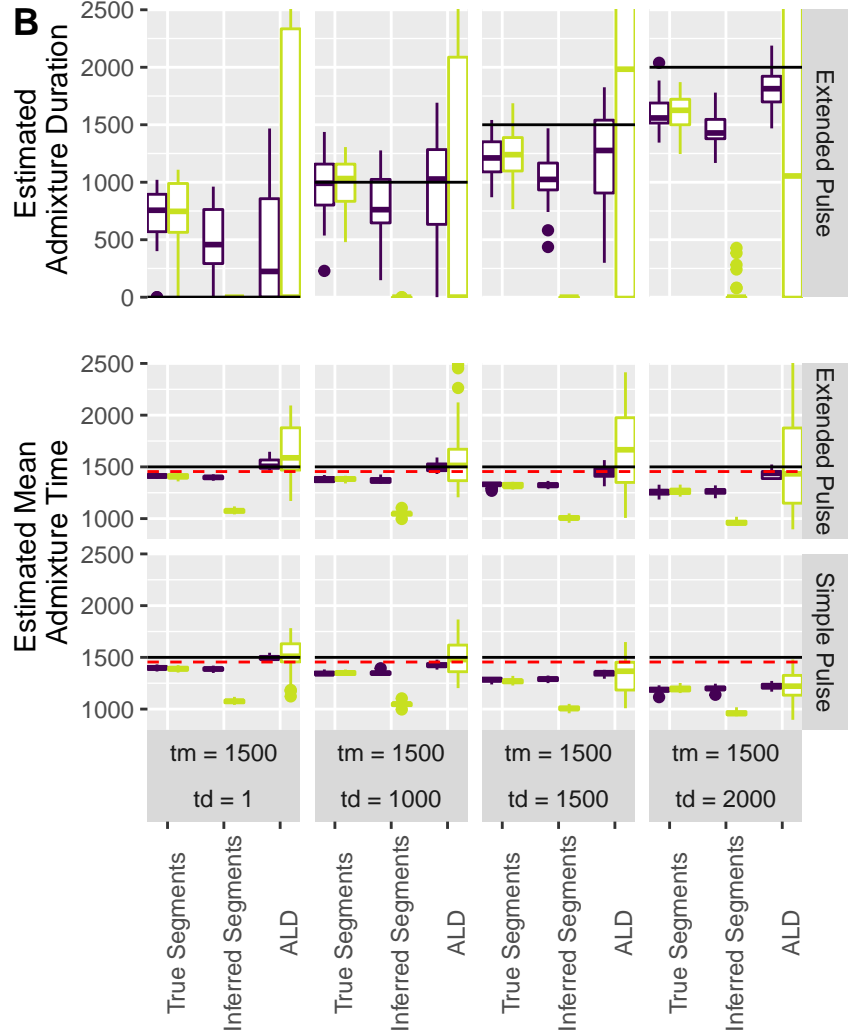 B
Estimated
Admixture Duration
2500
2000
1500
1000
500
0
Extended Pulse
Estimated Mean
Admixture Time
2500
2000
1500
1000
Extended Pulse
2500
2000
1500
1000
Simple Pulse
tm = 1500 tm = 1500 tm = 1500 tm = 1500
td = 1 td = 1000 td = 1500 td = 2000
True Segments
Inferred Segments
ALD
True Segments
Inferred Segments
ALD
True Segments
Inferred Segments
ALD
True Segments
Inferred Segments
ALD